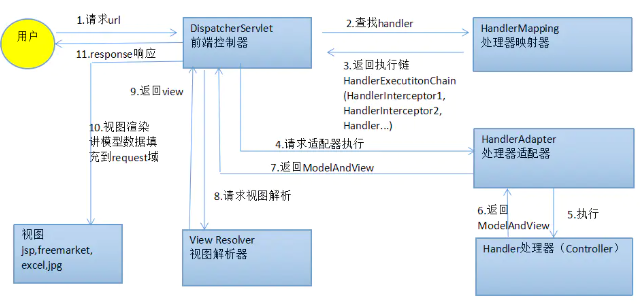 1.请求url
DispatcherServlet
前端控制器
2.查找handler
HandlerMapping
处理器映射器
用户
11.response响应
3.返回执行链
HandlerExecutitonChain
(HandlerInterceptor1,
HandlerInterceptor2,
Handler...)
9.返回view
10.视图渲染
讲模型数据填
充到request域
4.请求适配器执行
HandlerAdapter
处理器适配器
7.返回ModelAndView
8.请求视图解析
6.返回
ModelAndView
5.执行
视图
jsp,freemarket,
excel,jpg
View Resolver
视图解析器
Handler处理器（Controller）